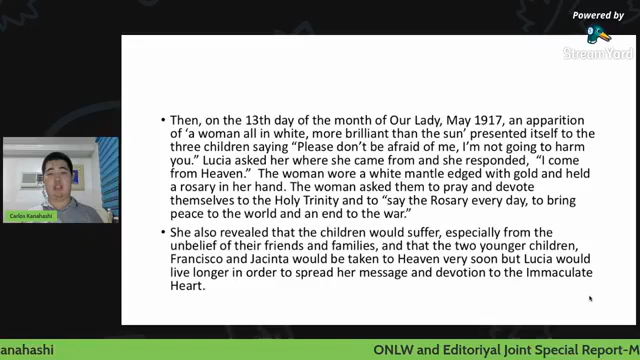 Powered by
StreamYard
• Then, on the 13th day of the month of Our Lady, May 1917, an apparition
of ‘a woman all in white, more brilliant than the sun’ presented itself to the
three children saying “Please don’t be afraid of me, I’m not going to harm
you.” Lucia asked her where she came from and she responded, “I come
from Heaven.” The woman wore a white mantle edged with gold and held
a rosary in her hand. The woman asked them to pray and devote
themselves to the Holy Trinity and to “say the Rosary every day, to bring
peace to the world and an end to the war.”
• She also revealed that the children would suffer, especially from the
unbelief of their friends and families, and that the two younger children,
Francisco and Jacinta would be taken to Heaven very soon but Lucia would
live longer in order to spread her message and devotion to the Immaculate
Heart.
Carlos Kanahashi
anahashi
ONLW and Editoriyal Joint Special Report-M